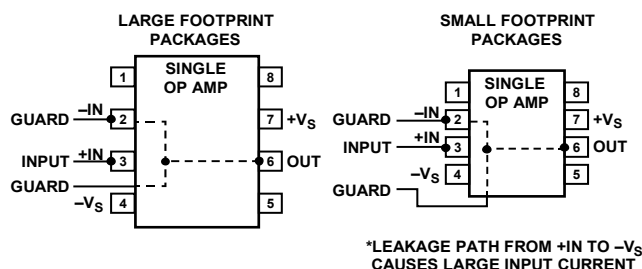 LARGE FOOTPRINT
PACKAGES
SINGLE
OP AMP
1
8
GUARD
–IN
2
7
+VS
INPUT
+IN
3
6
OUT
GUARD
–VS
4
5
SMALL FOOTPRINT
PACKAGES
SINGLE
OP AMP
1
8
GUARD
–IN
2
7
+VS
INPUT
+IN
3
6
OUT
–VS
4
5
GUARD
*LEAKAGE PATH FROM +IN TO –VS
CAUSES LARGE INPUT CURRENT